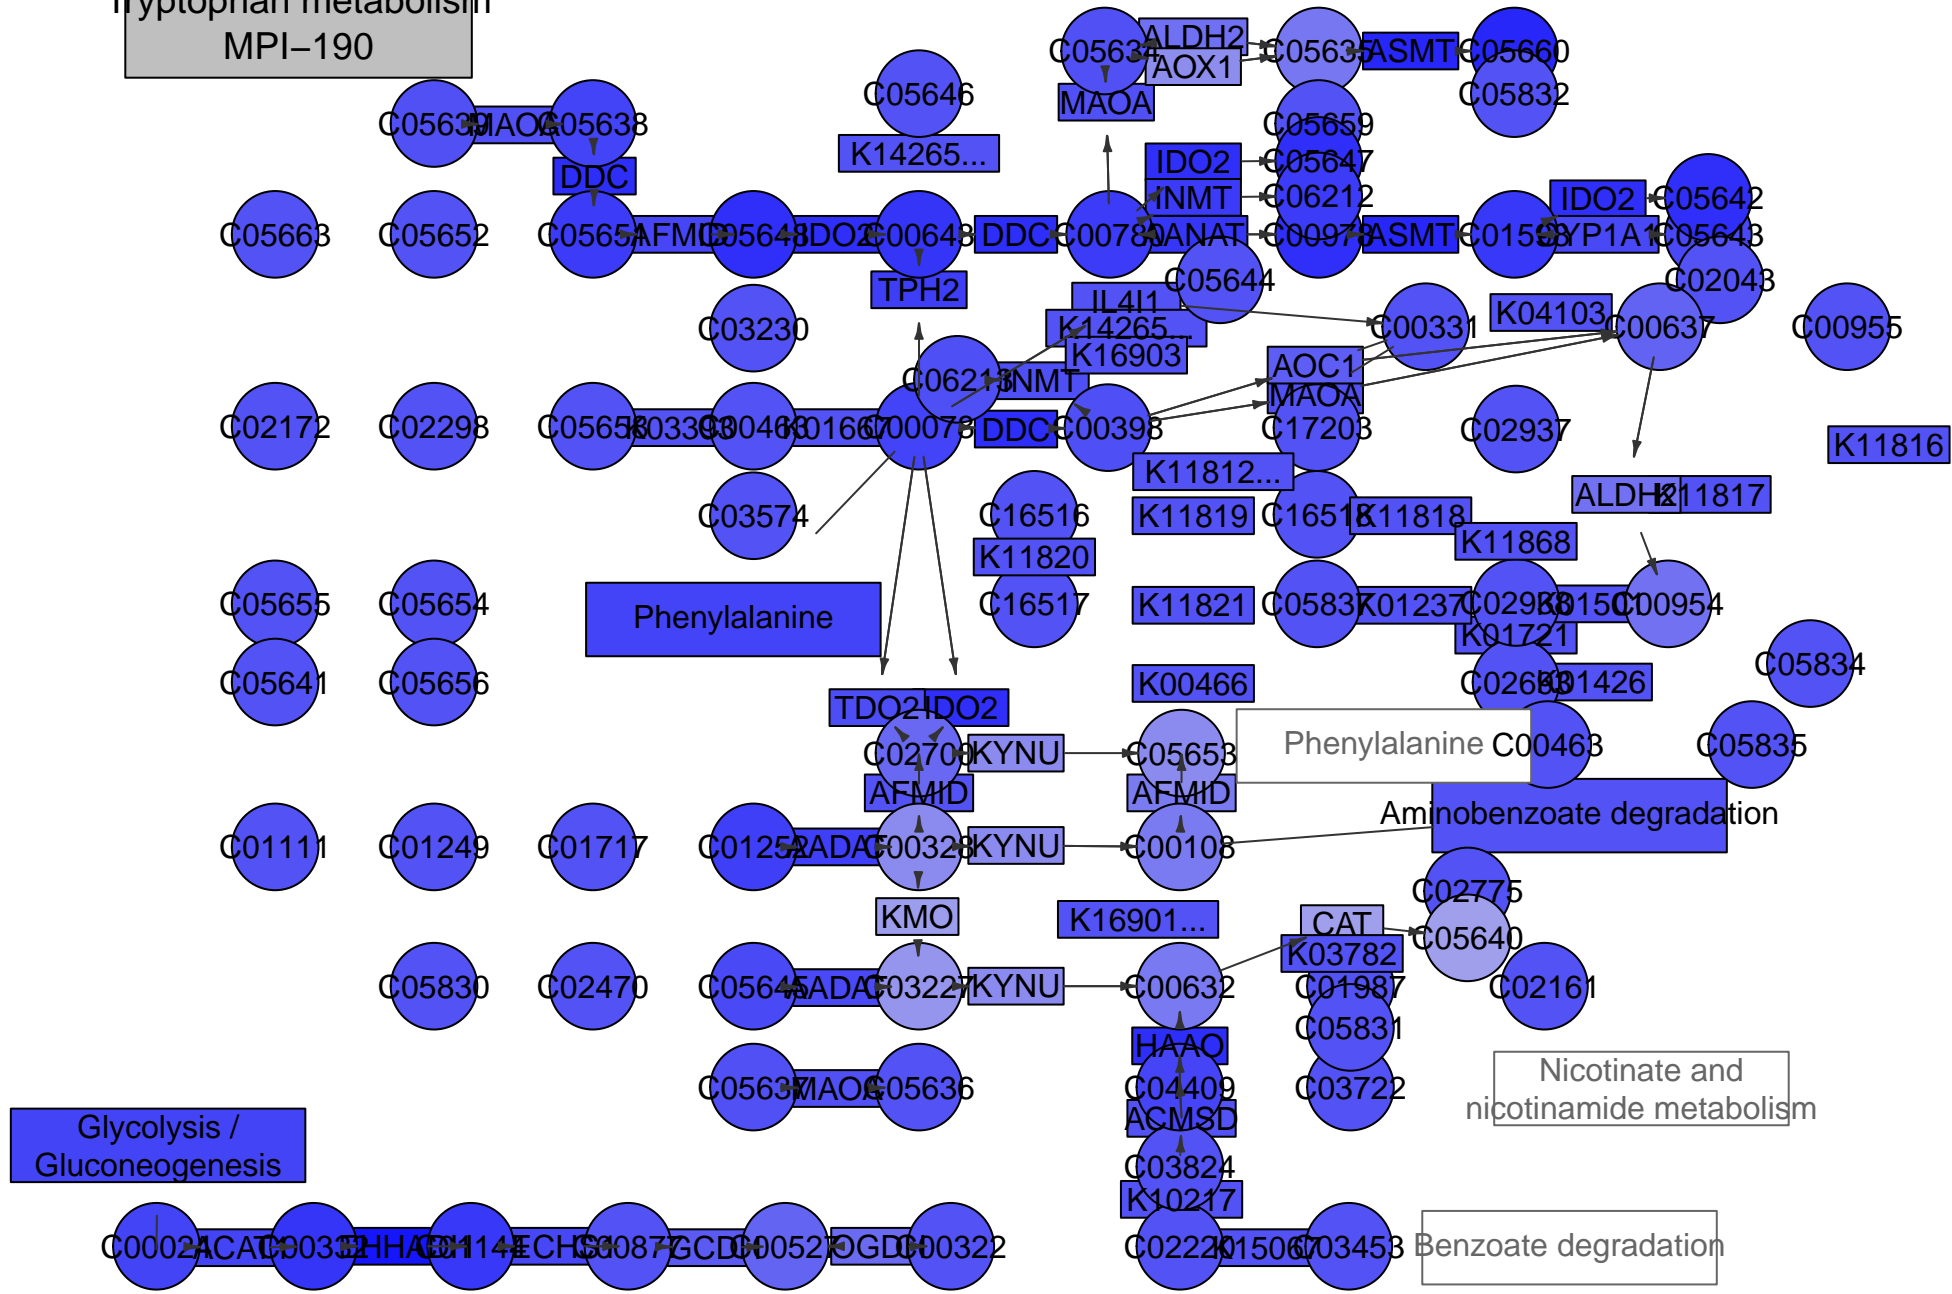 Tryptophan metabolism
MPI–190
C05634
ALDH2
AOX1
C05635
ASMT
C05660
C05832
MAOA
C05639
MAOA
C05638
C05646
C05659
K14265...
IDO2
C05647
DDC
INMT
C06212
IDO2
C05642
C05663
C05652
C05651
AFMID
C05648
IDO2
C00643
DDC
C00780
AANAT
C00978
ASMT
C01598
CYP1A1
C05643
TPH2
C05644
C02043
IL4I1
K04103
C03230
K14265...
C00331
C00637
C00955
K16903
AOC1
C06213
INMT
MAOA
C02172
C02298
C05658
K03393
C00463
K01667
C00078
DDC
C00398
C17203
C02937
K11816
K11812...
ALDH2
K11817
C03574
C16516
K11819
C16518
K11818
K11868
K11820
C05655
C05654
Phenylalanine
C16517
K11821
C05837
K01237
C02938
K01501
C00954
K01721
C05641
C05656
K00466
C02693
K01426
C05834
TDO2
IDO2
C02700
KYNU
C05653
Phenylalanine
C00463
C05835
AFMID
AFMID
Aminobenzoate degradation
C01111
C01249
C01717
C01252
AADAT
C00328
KYNU
C00108
C02775
KMO
K16901...
CAT
C05640
K03782
C05830
C02470
C05645
AADAT
C03227
KYNU
C00632
C01987
C02161
C05831
HAAO
C05637
MAOA
C05636
C04409
C03722
Nicotinate and
nicotinamide metabolism
ACMSD
Glycolysis /
Gluconeogenesis
C03824
K10217
C00024
ACAT1
C00332
EHHADH
C01144
ECHS1
C00877
GCDH
C00527
OGDH
C00322
C02220
K15067
C03453
Benzoate degradation